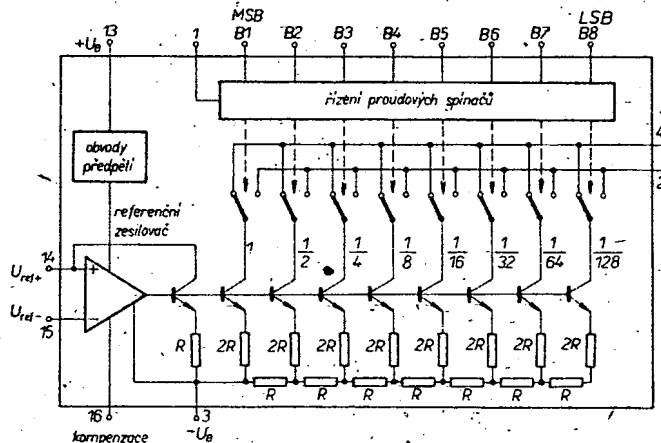 MSB LSB
13 1 B1 B2 B3 B4 B5 B6 B7 B8
+U_B
řízení proudových spínačů
obvody
předpětí
4
2
referenční
zesilovač
1 1/2 1/4 1/8 1/16 1/32 1/64 1/128
14
U_ref+
+
U_ref-
-
15
R 2R 2R 2R 2R 2R 2R 2R 2R
R R R R R R R
16 3
kompenzace -U_B